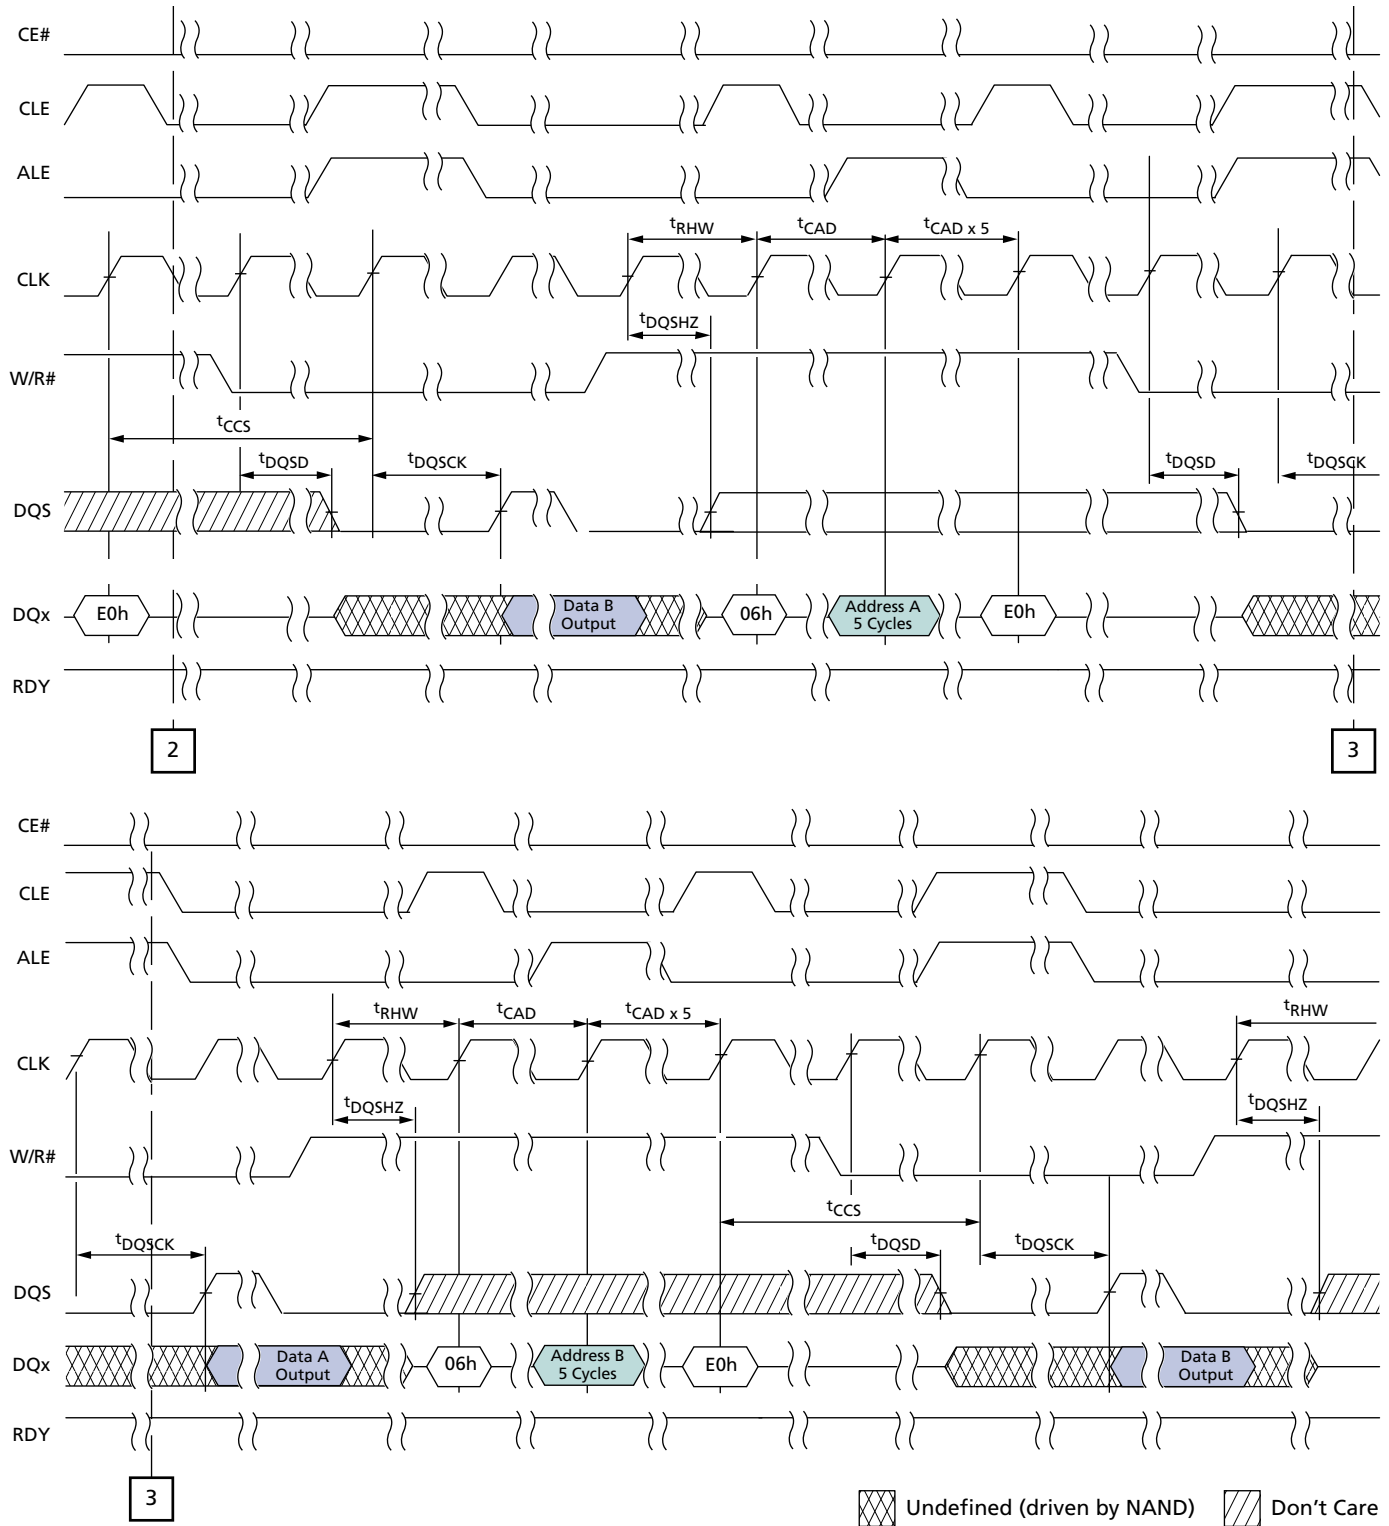 CE#
CLE
ALE
tRHW tCAD tCAD x 5
CLK
tDQSHZ
W/R#
tCCS
tDQSD tDQSCK tDQSD tDQSCK
DQS
DQx E0h Data B Output 06h Address A 5 Cycles E0h
RDY
2 3
CE#
CLE
ALE
tRHW tCAD tCAD x 5 tRHW
CLK
tDQSHZ tDQSHZ
W/R#
tCCS
tDQSCK tDQSD tDQSCK
DQS
DQx Data A Output 06h Address B 5 Cycles E0h Data B Output
RDY
3
Undefined (driven by NAND) Don't Care